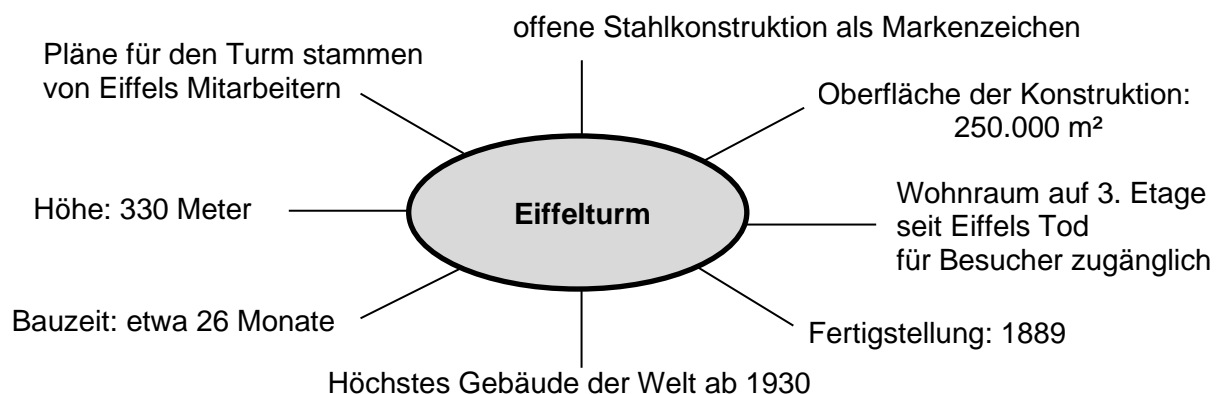 offene Stahlkonstruktion als Markenzeichen
Pläne für den Turm stammen
von Eiffels Mitarbeitern
Oberfläche der Konstruktion:
250.000 m²
Höhe: 330 Meter
Eiffelturm
Wohnraum auf 3. Etage
seit Eiffels Tod
für Besucher zugänglich
Bauzeit: etwa 26 Monate
Fertigstellung: 1889
Höchstes Gebäude der Welt ab 1930